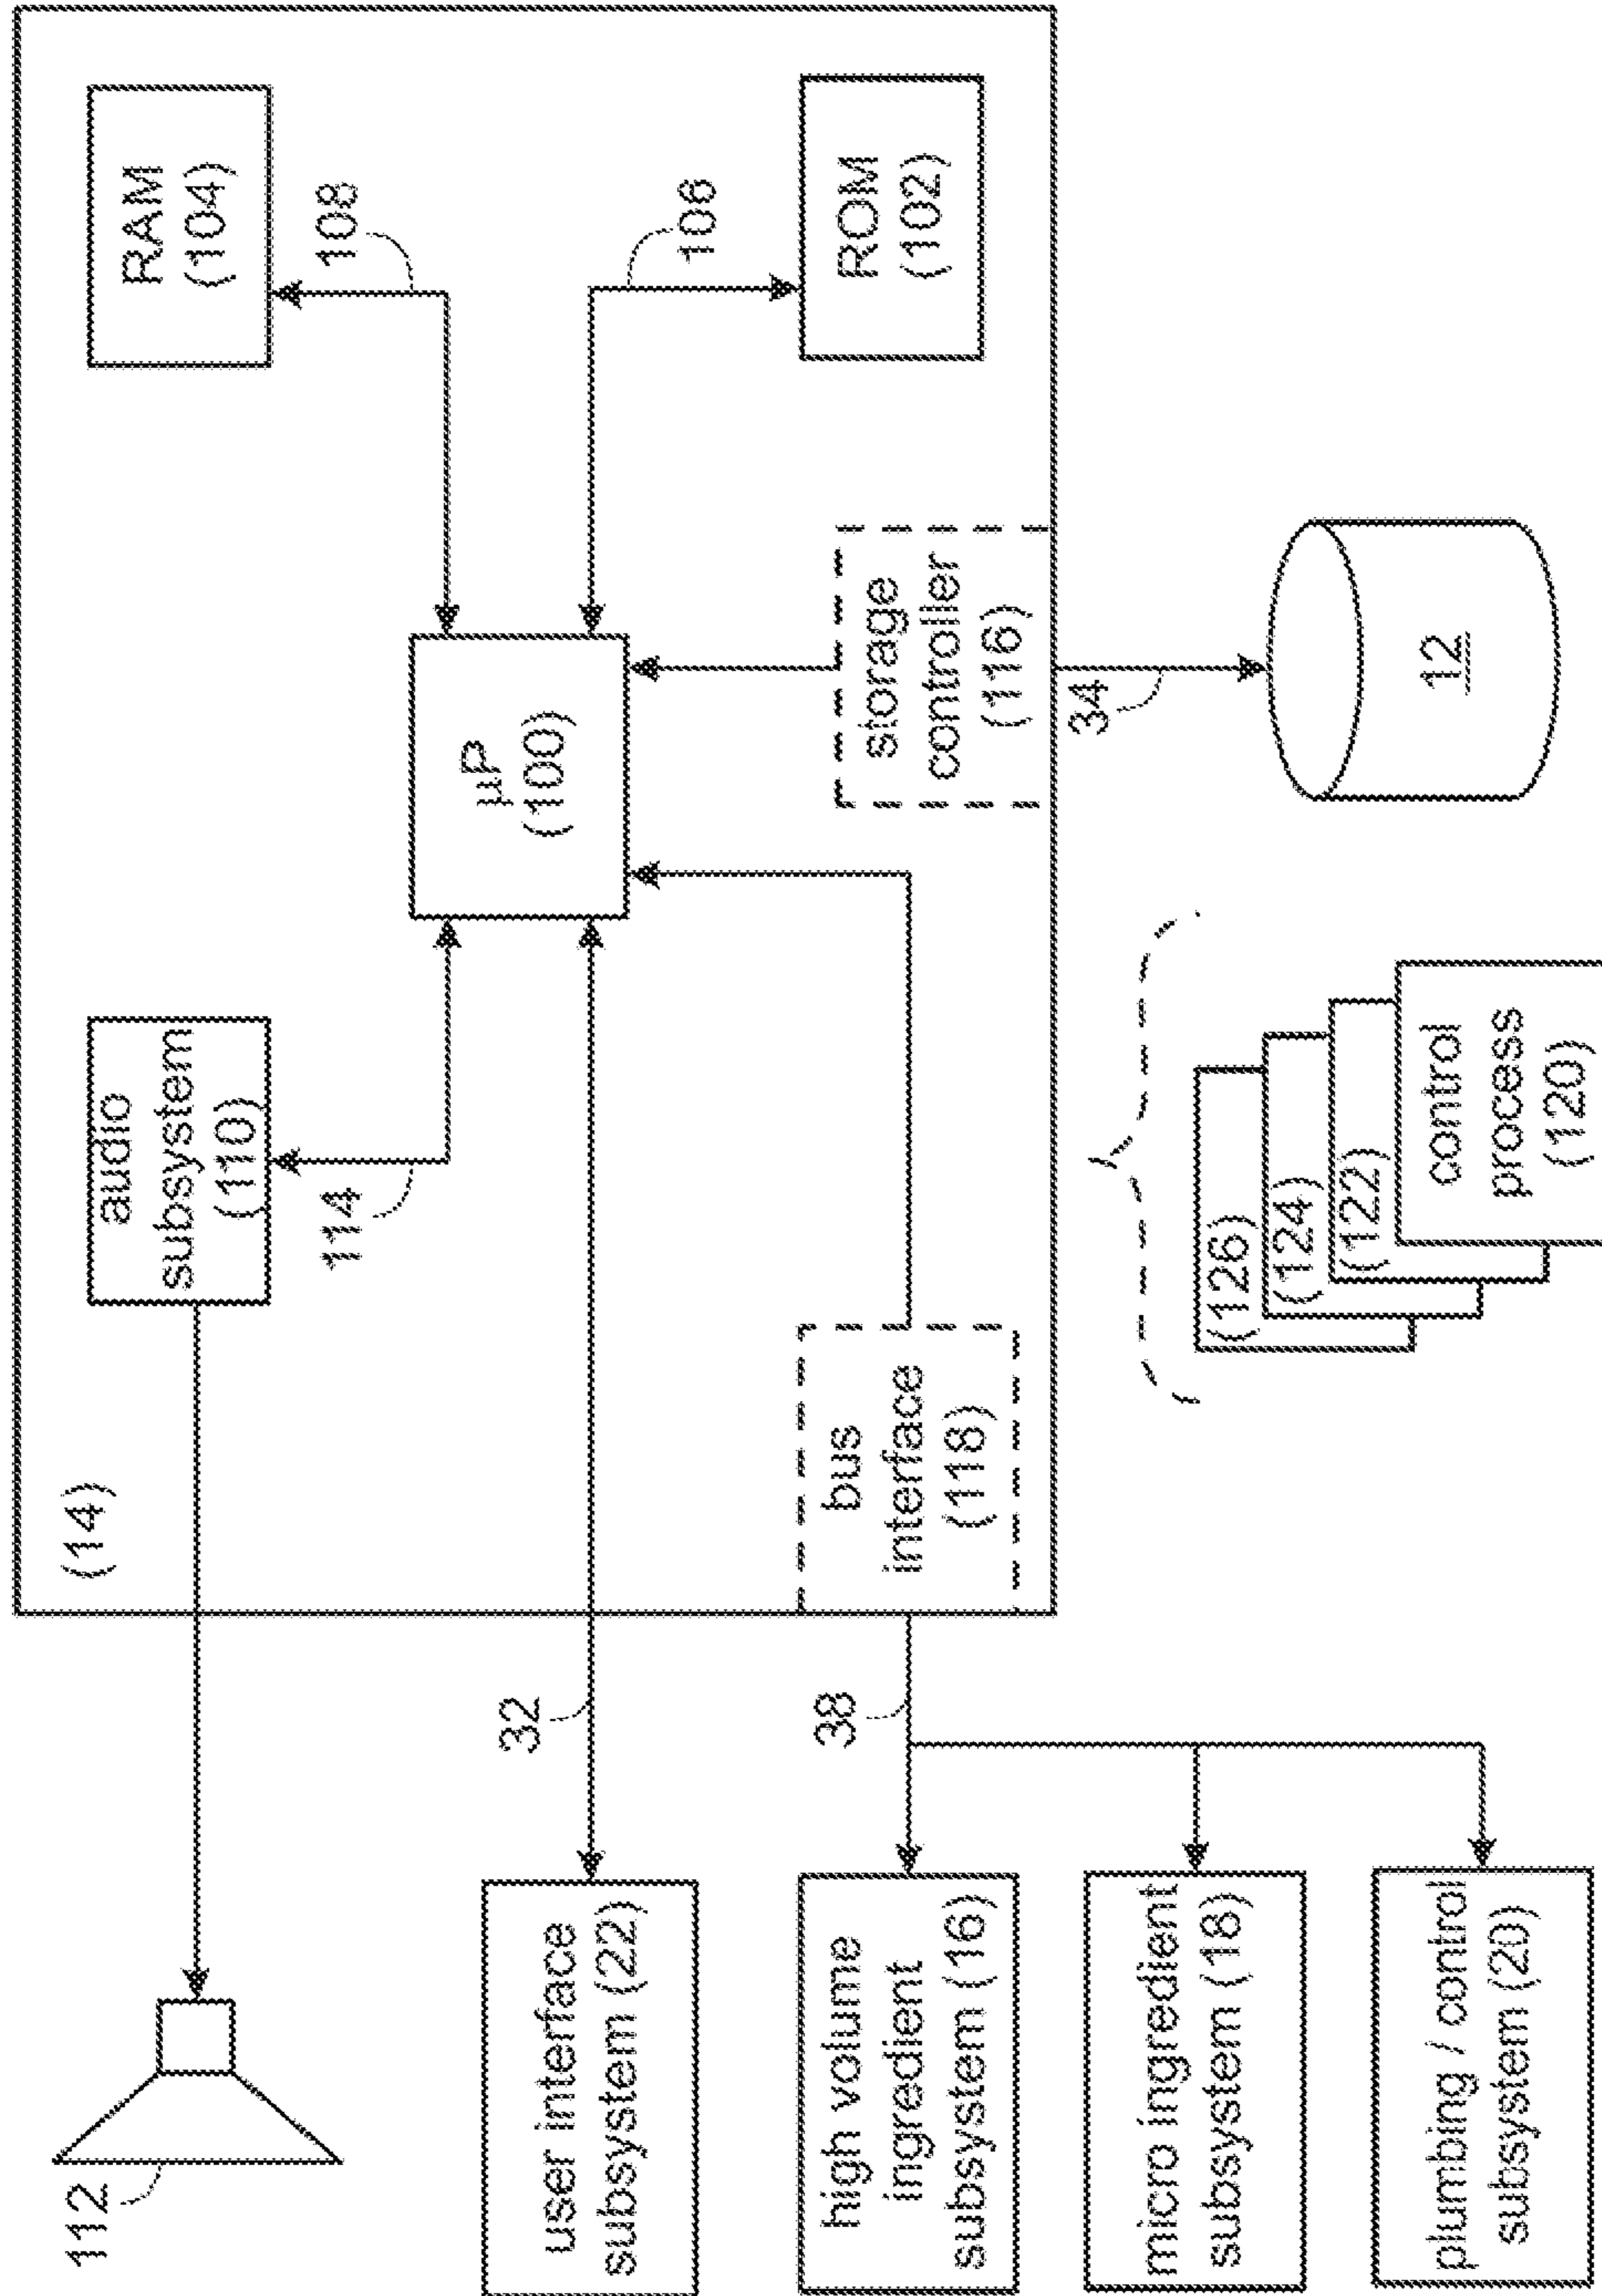 (14)
RAM
(104)
108
106
ROM
(102)
µP
(100)
audio
subsystem
(110)
114
storage
controller
(116)
bus
interface
(118)
112
32
38
34
12
user interface
subsystem (22)
high volume
ingredient
subsystem (16)
micro ingredient
subsystem (18)
plumbing / control
subsystem (20)
(126)
(124)
(122)
control
process
(120)